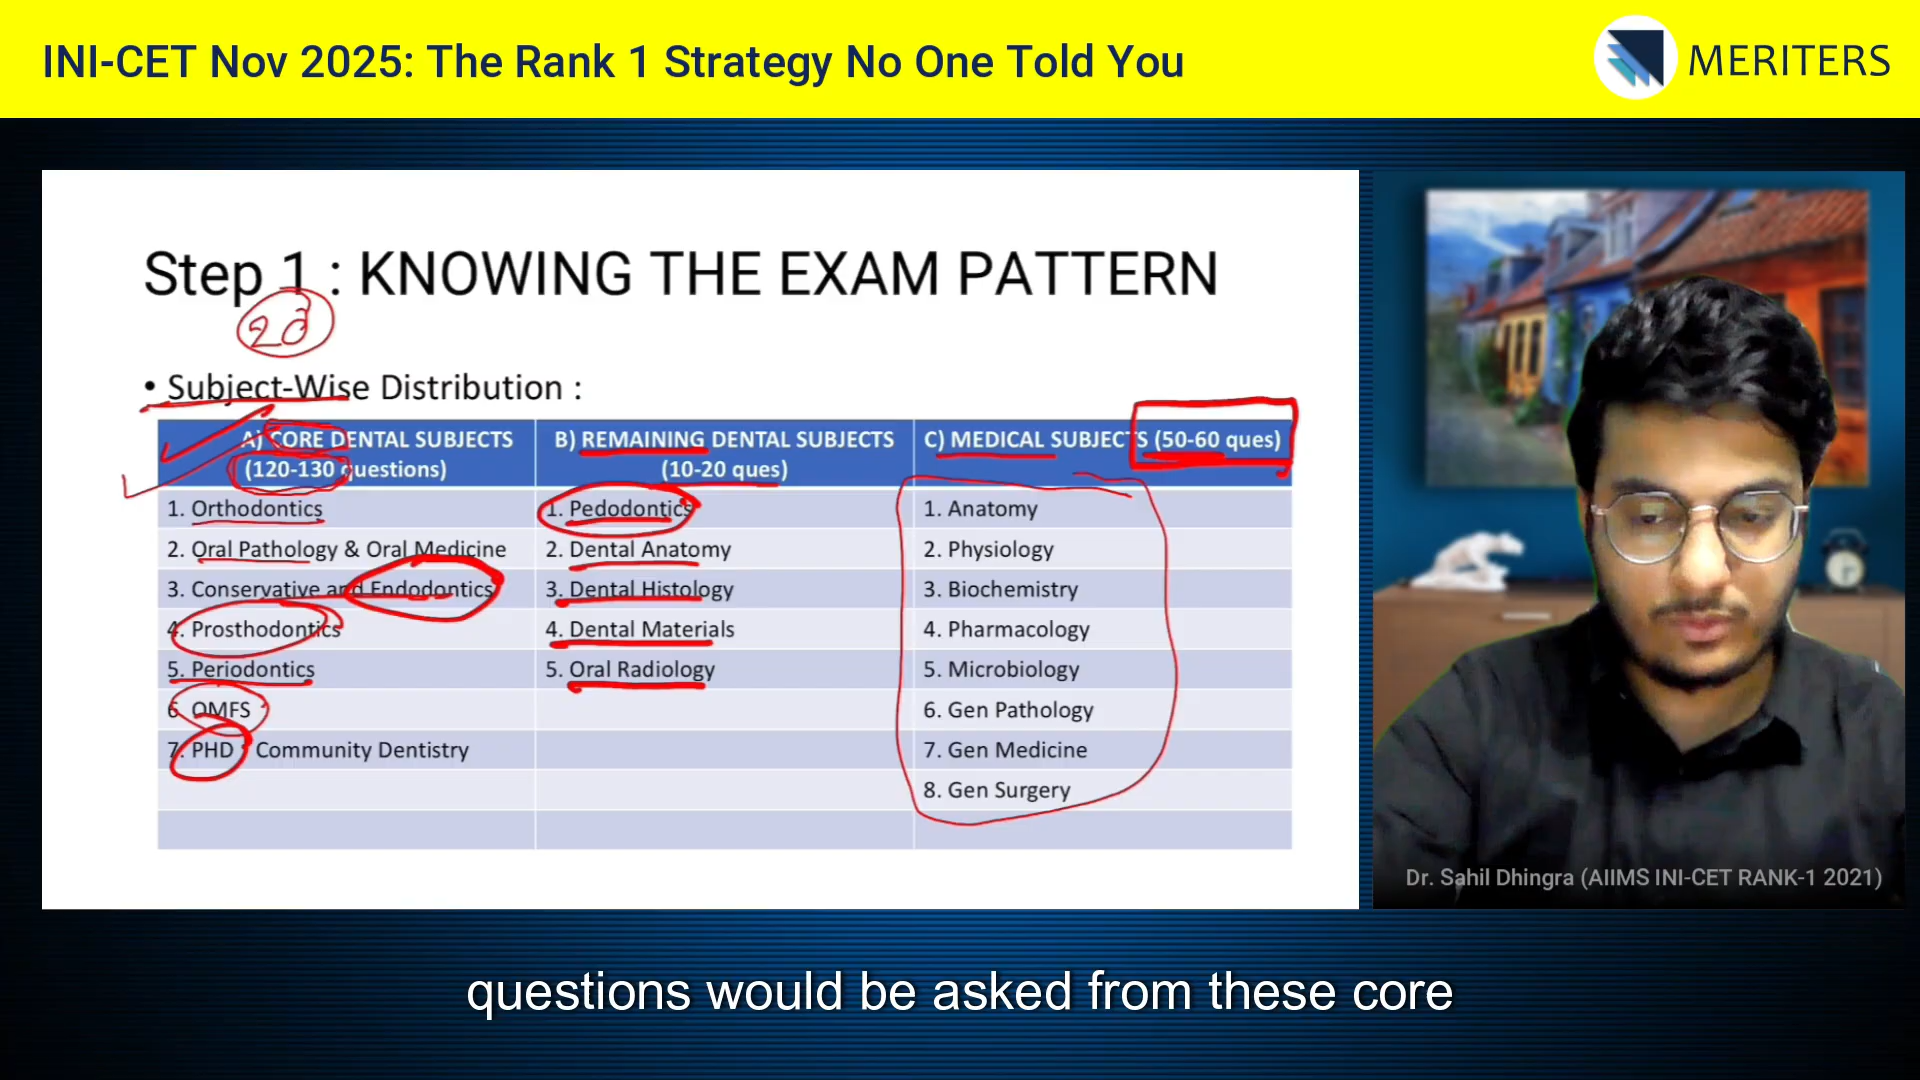 INI-CET Nov 2025: The Rank 1 Strategy No One Told You
MERITERS
Step 1 : KNOWING THE EXAM PATTERN
• Subject-Wise Distribution :
A) CORE DENTAL SUBJECTS
(120-130 questions)
B) REMAINING DENTAL SUBJECTS
(10-20 ques)
C) MEDICAL SUBJECTS (50-60 ques)
1. Orthodontics
1. Pedodontics
1. Anatomy
2. Oral Pathology & Oral Medicine
2. Dental Anatomy
2. Physiology
3. Conservative and Endodontics
3. Dental Histology
3. Biochemistry
4. Prosthodontics
4. Dental Materials
4. Pharmacology
5. Periodontics
5. Oral Radiology
5. Microbiology
6. OMFS
6. Gen Pathology
7. PHD Community Dentistry
7. Gen Medicine
8. Gen Surgery
Dr. Sahil Dhingra (AIIMS INI-CET RANK-1 2021)
questions would be asked from these core